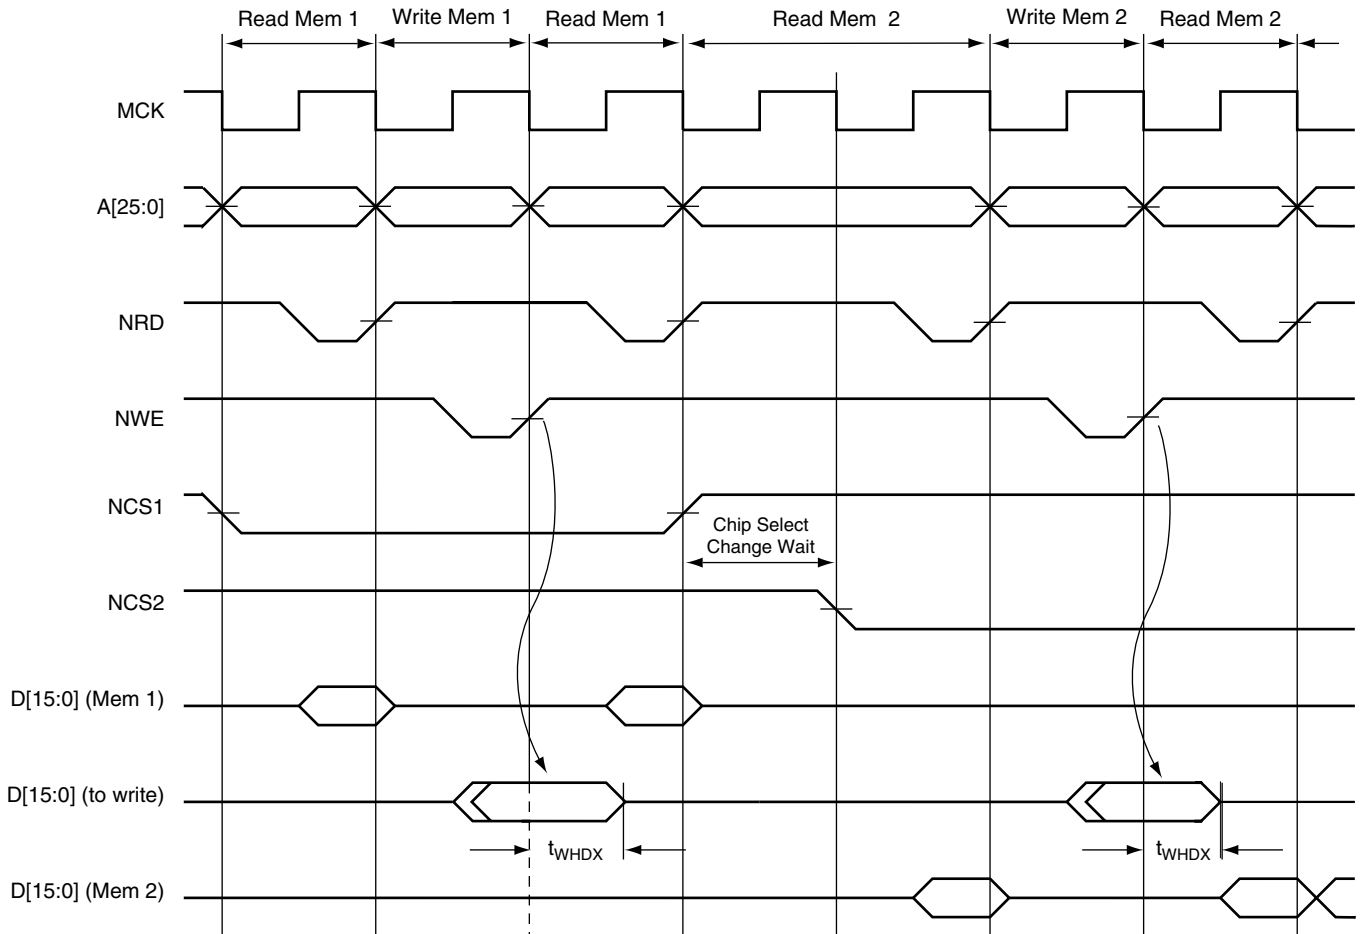 Read Mem 1
Write Mem 1
Read Mem 1
Read Mem 2
Write Mem 2
Read Mem 2
MCK
A[25:0]
NRD
NWE
NCS1
Chip Select
Change Wait
NCS2
D[15:0] (Mem 1)
D[15:0] (to write)
tWHDX
tWHDX
D[15:0] (Mem 2)